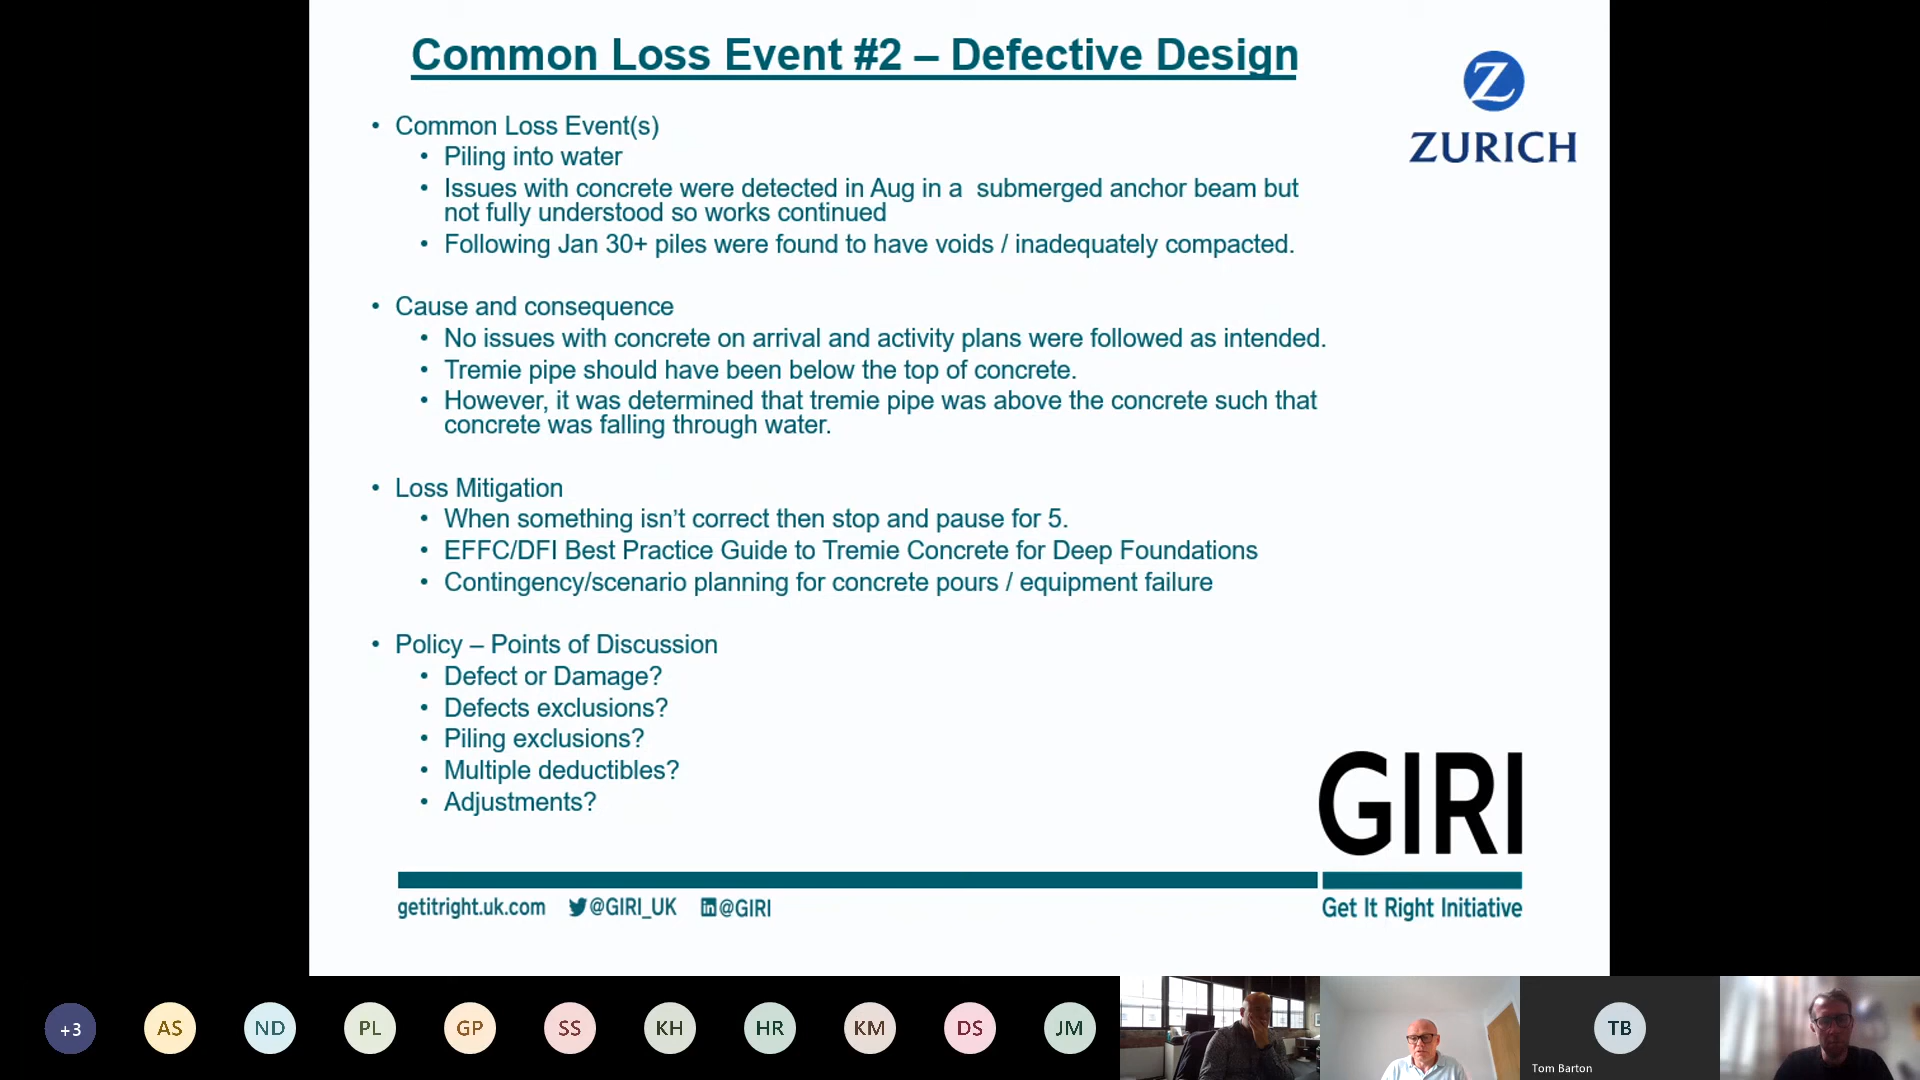 Common Loss Event #2 – Defective Design
Z
ZURICH
• Common Loss Event(s)
• Piling into water
• Issues with concrete were detected in Aug in a  submerged anchor beam but
not fully understood so works continued
• Following Jan 30+ piles were found to have voids / inadequately compacted.
• Cause and consequence
• No issues with concrete on arrival and activity plans were followed as intended.
• Tremie pipe should have been below the top of concrete.
• However, it was determined that tremie pipe was above the concrete such that
concrete was falling through water.
• Loss Mitigation
• When something isn’t correct then stop and pause for 5.
• EFFC/DFI Best Practice Guide to Tremie Concrete for Deep Foundations
• Contingency/scenario planning for concrete pours / equipment failure
• Policy – Points of Discussion
• Defect or Damage?
• Defects exclusions?
• Piling exclusions?
• Multiple deductibles?
• Adjustments?
GIRI
getitright.uk.com @GIRI_UK in @GIRI
Get It Right Initiative
+3 AS ND PL GP SS KH HR KM DS JM TB
Tom Barton